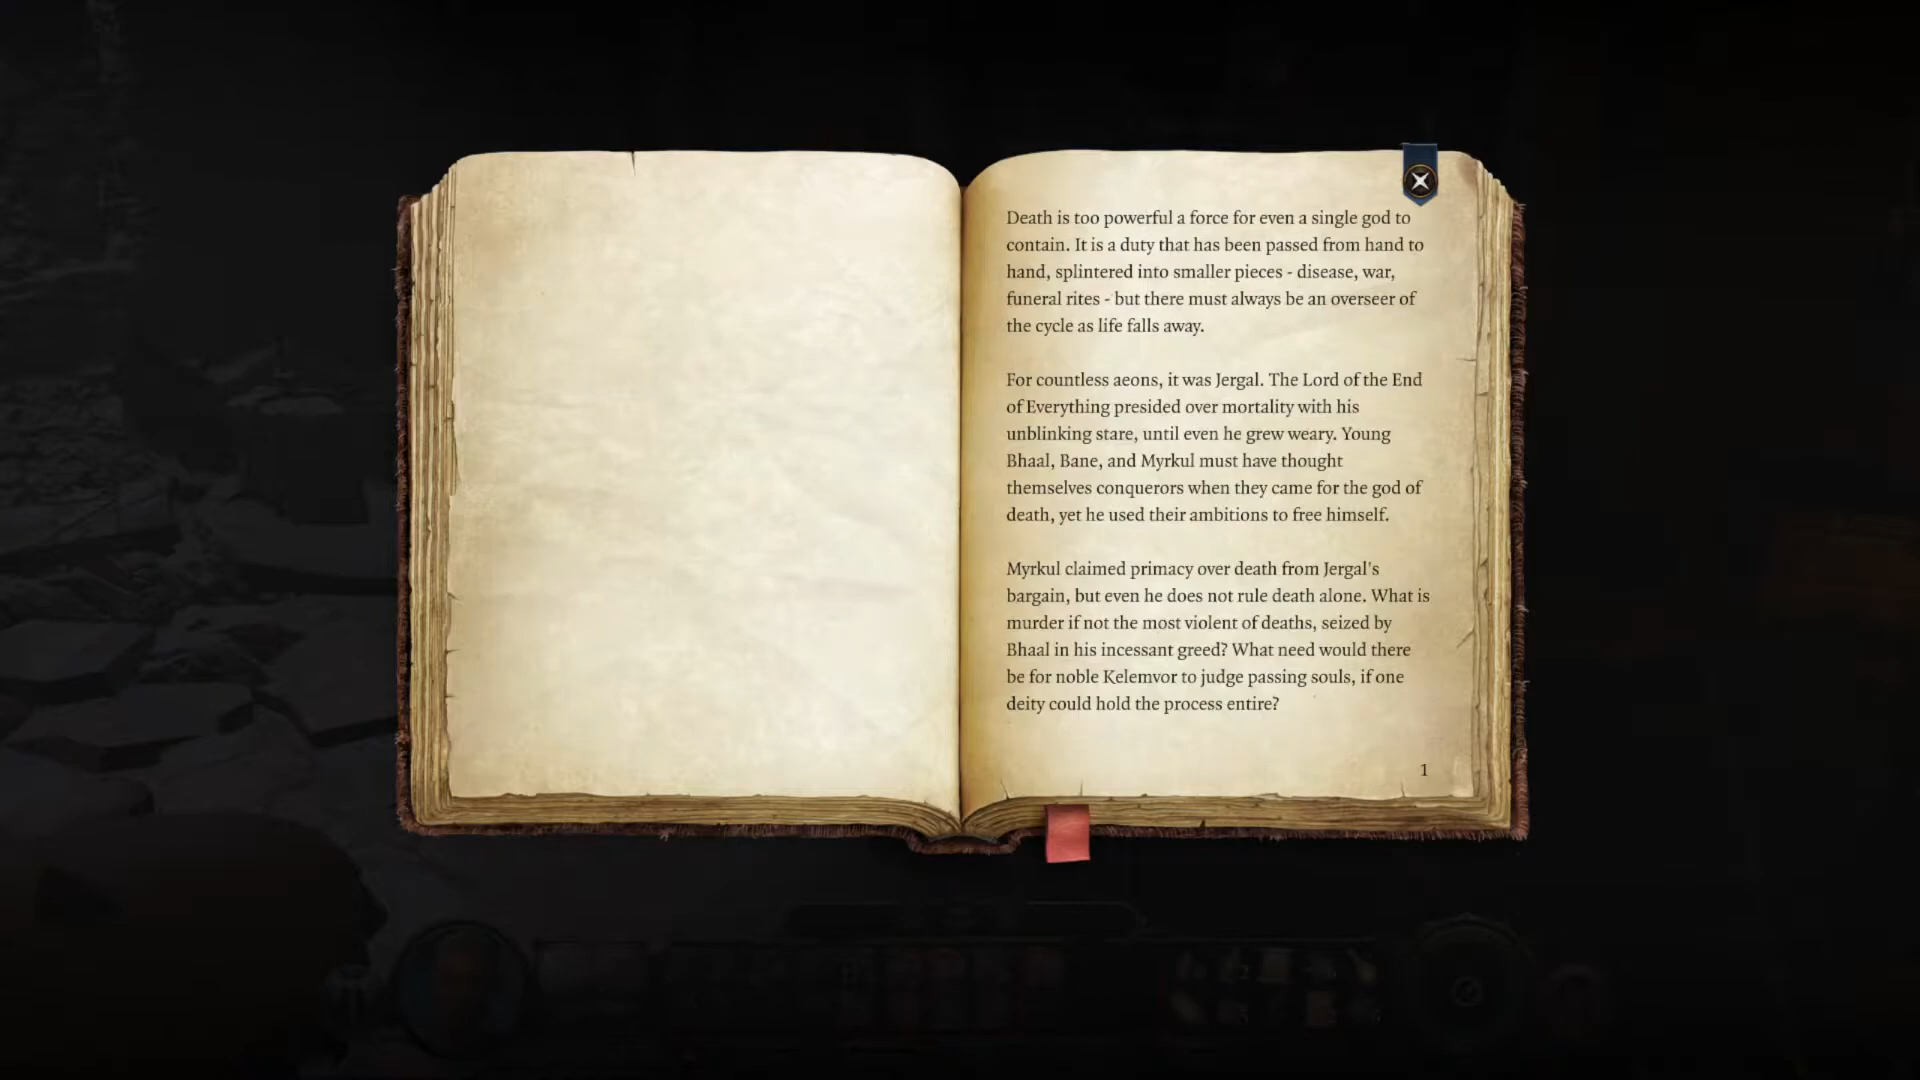 Death is too powerful a force for even a single god to
contain. It is a duty that has been passed from hand to
hand, splintered into smaller pieces - disease, war,
funeral rites - but there must always be an overseer of
the cycle as life falls away.
For countless aeons, it was Jergal. The Lord of the End
of Everything presided over mortality with his
unblinking stare, until even he grew weary. Young
Bhaal, Bane, and Myrkul must have thought
themselves conquerors when they came for the god of
death, yet he used their ambitions to free himself.
Myrkul claimed primacy over death from Jergal's
bargain, but even he does not rule death alone. What is
murder if not the most violent of deaths, seized by
Bhaal in his incessant greed? What need would there
be for noble Kelemvor to judge passing souls, if one
deity could hold the process entire?
1